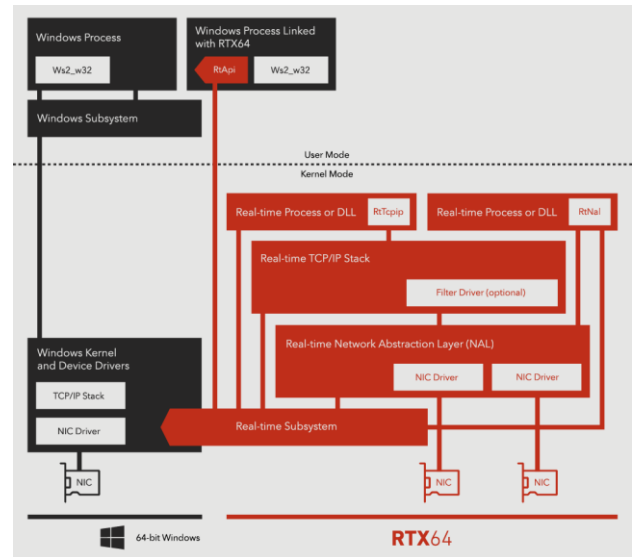 Windows Process
Ws2_w32
Windows Process Linked
with RTX64
RtApi
Ws2_w32
Windows Subsystem
User Mode
Kernel Mode
Real-time Process or DLL
RtTcpip
Real-time Process or DLL
RtNal
Real-time TCP/IP Stack
Filter Driver (optional)
Real-time Network Abstraction Layer (NAL)
NIC Driver
NIC Driver
Windows Kernel
and Device Drivers
TCP/IP Stack
NIC Driver
Real-time Subsystem
NIC
NIC
NIC
64-bit Windows
RTX64